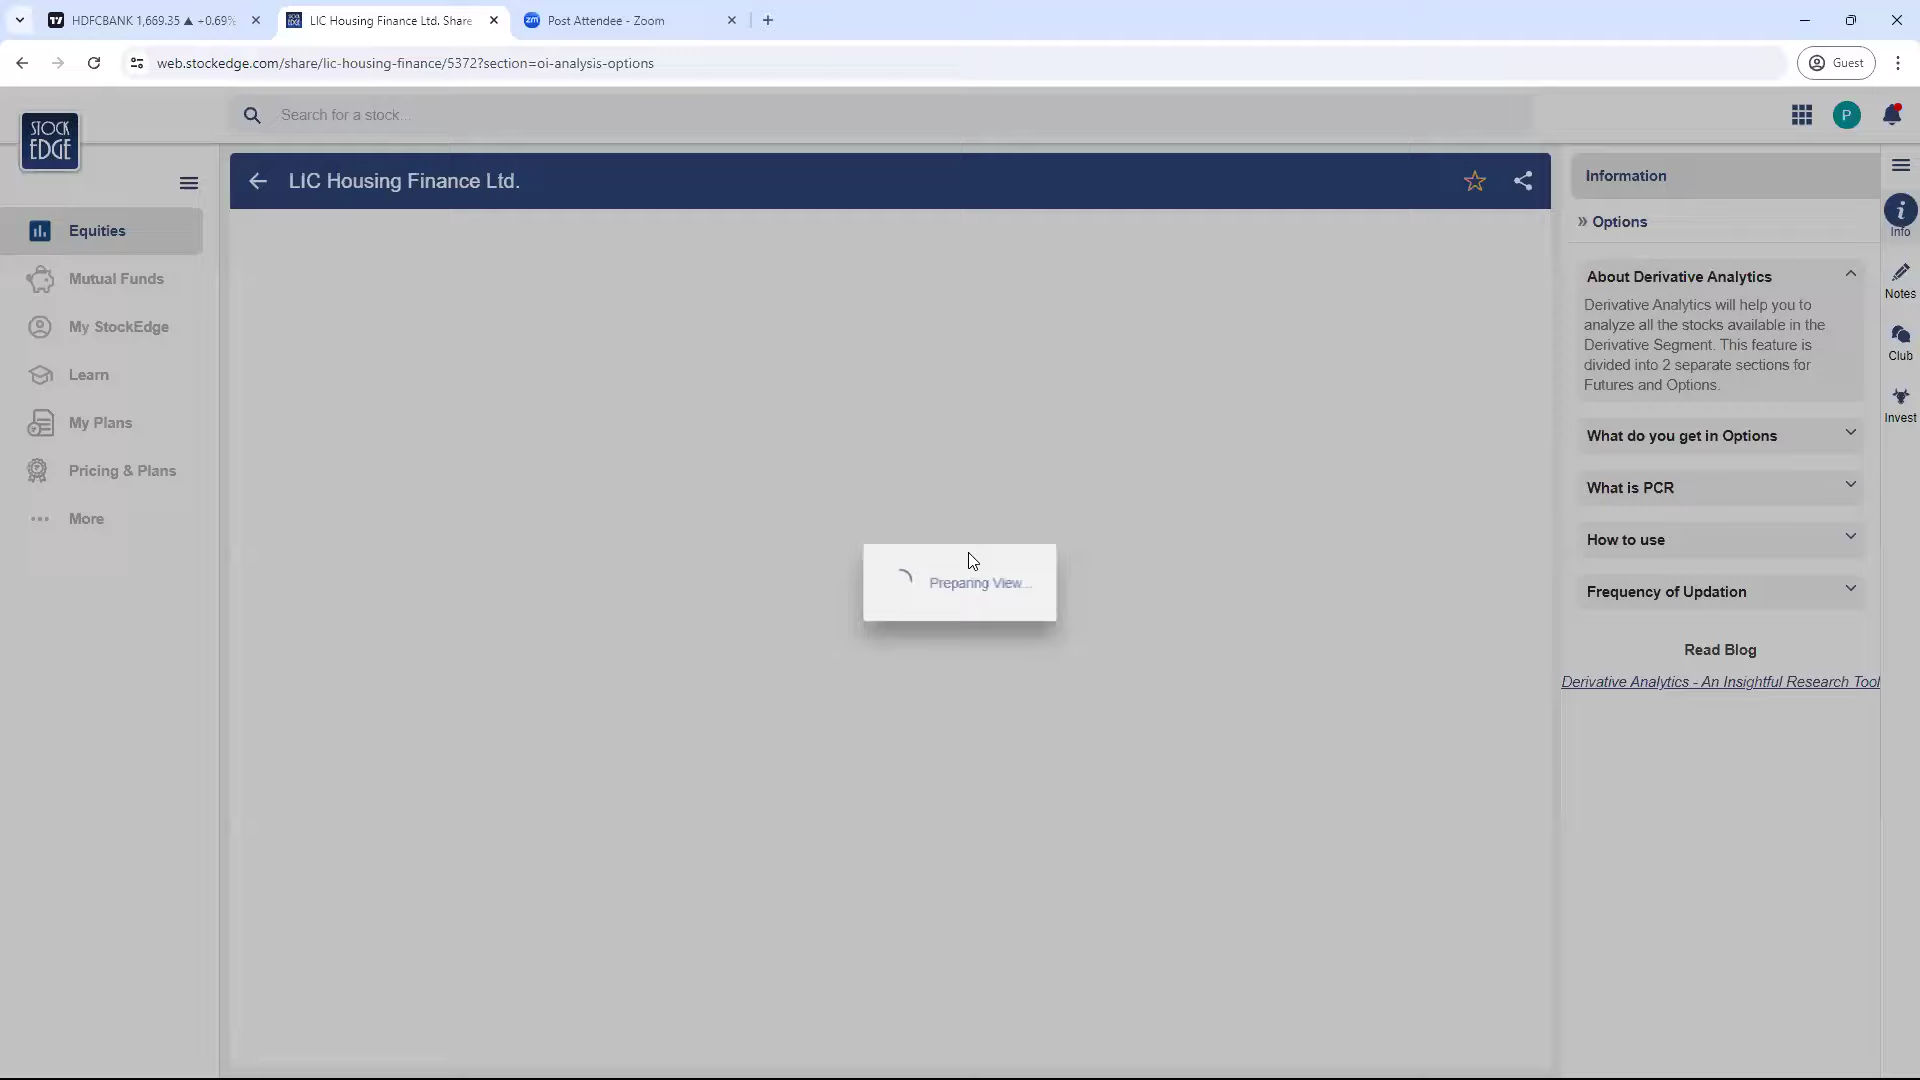 HDFCBANK 1,669.35 ▲ +0.69%
LIC Housing Finance Ltd. Share
zm
Post Attendee - Zoom
web.stockedge.com/share/lic-housing-finance/5372?section=oi-analysis-options
Guest
STOCK
EDGE
Search for a stock...
P
LIC Housing Finance Ltd.
Equities
Mutual Funds
My StockEdge
Learn
My Plans
Pricing & Plans
More
Preparing View...
Information
» Options
About Derivative Analytics
Derivative Analytics will help you to
analyze all the stocks available in the
Derivative Segment. This feature is
divided into 2 separate sections for
Futures and Options.
What do you get in Options
What is PCR
How to use
Frequency of Updation
Read Blog
Derivative Analytics - An Insightful Research Tool
Info
Notes
Club
Invest